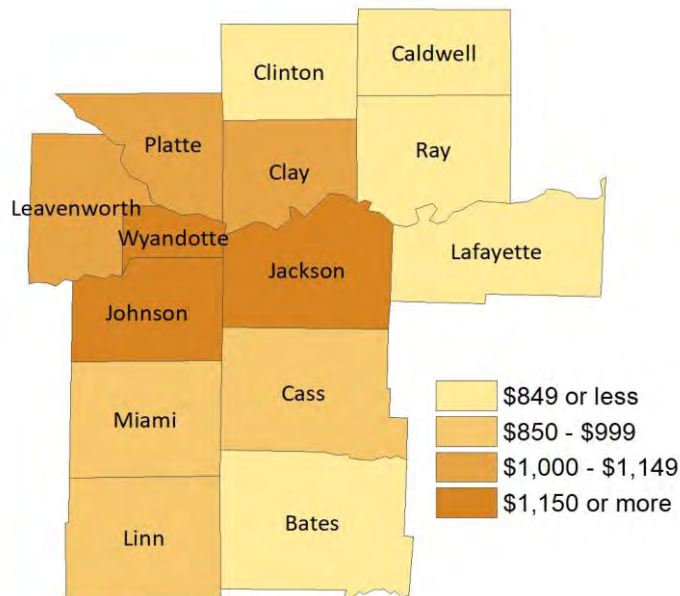 Clinton
Caldwell
Platte
Clay
Ray
Leavenworth
Wyandotte
Jackson
Lafayette
Johnson
Miami
Cass
Linn
Bates
$849 or less
$850 - $999
$1,000 - $1,149
$1,150 or more